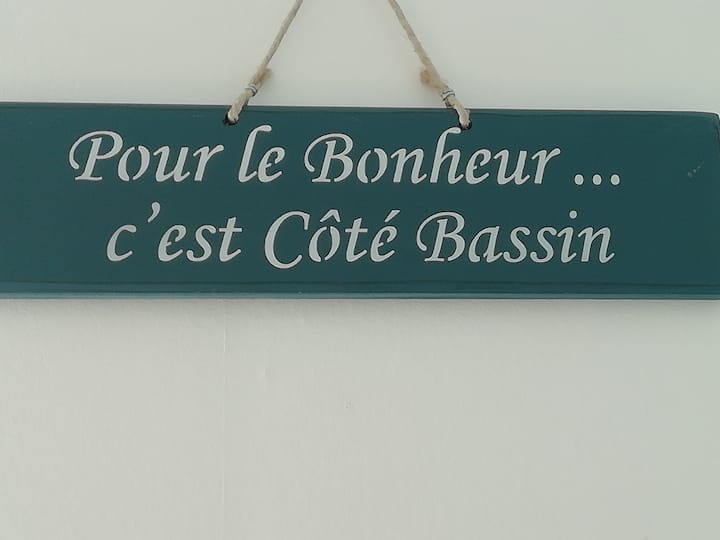 Pour le Bonheur ...
c'est Côté Bassin